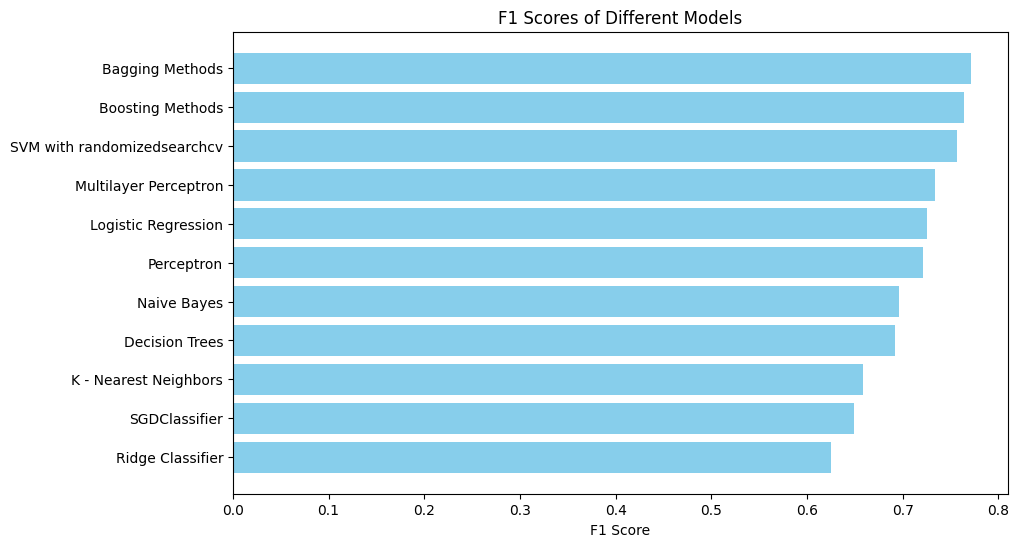 F1 Scores of Different Models
Bagging Methods
Boosting Methods
SVM with randomizedsearchcv
Multilayer Perceptron
Logistic Regression
Perceptron
Naive Bayes
Decision Trees
K - Nearest Neighbors
SGDClassifier
Ridge Classifier
0.0 0.1 0.2 0.3 0.4 0.5 0.6 0.7 0.8
F1 Score